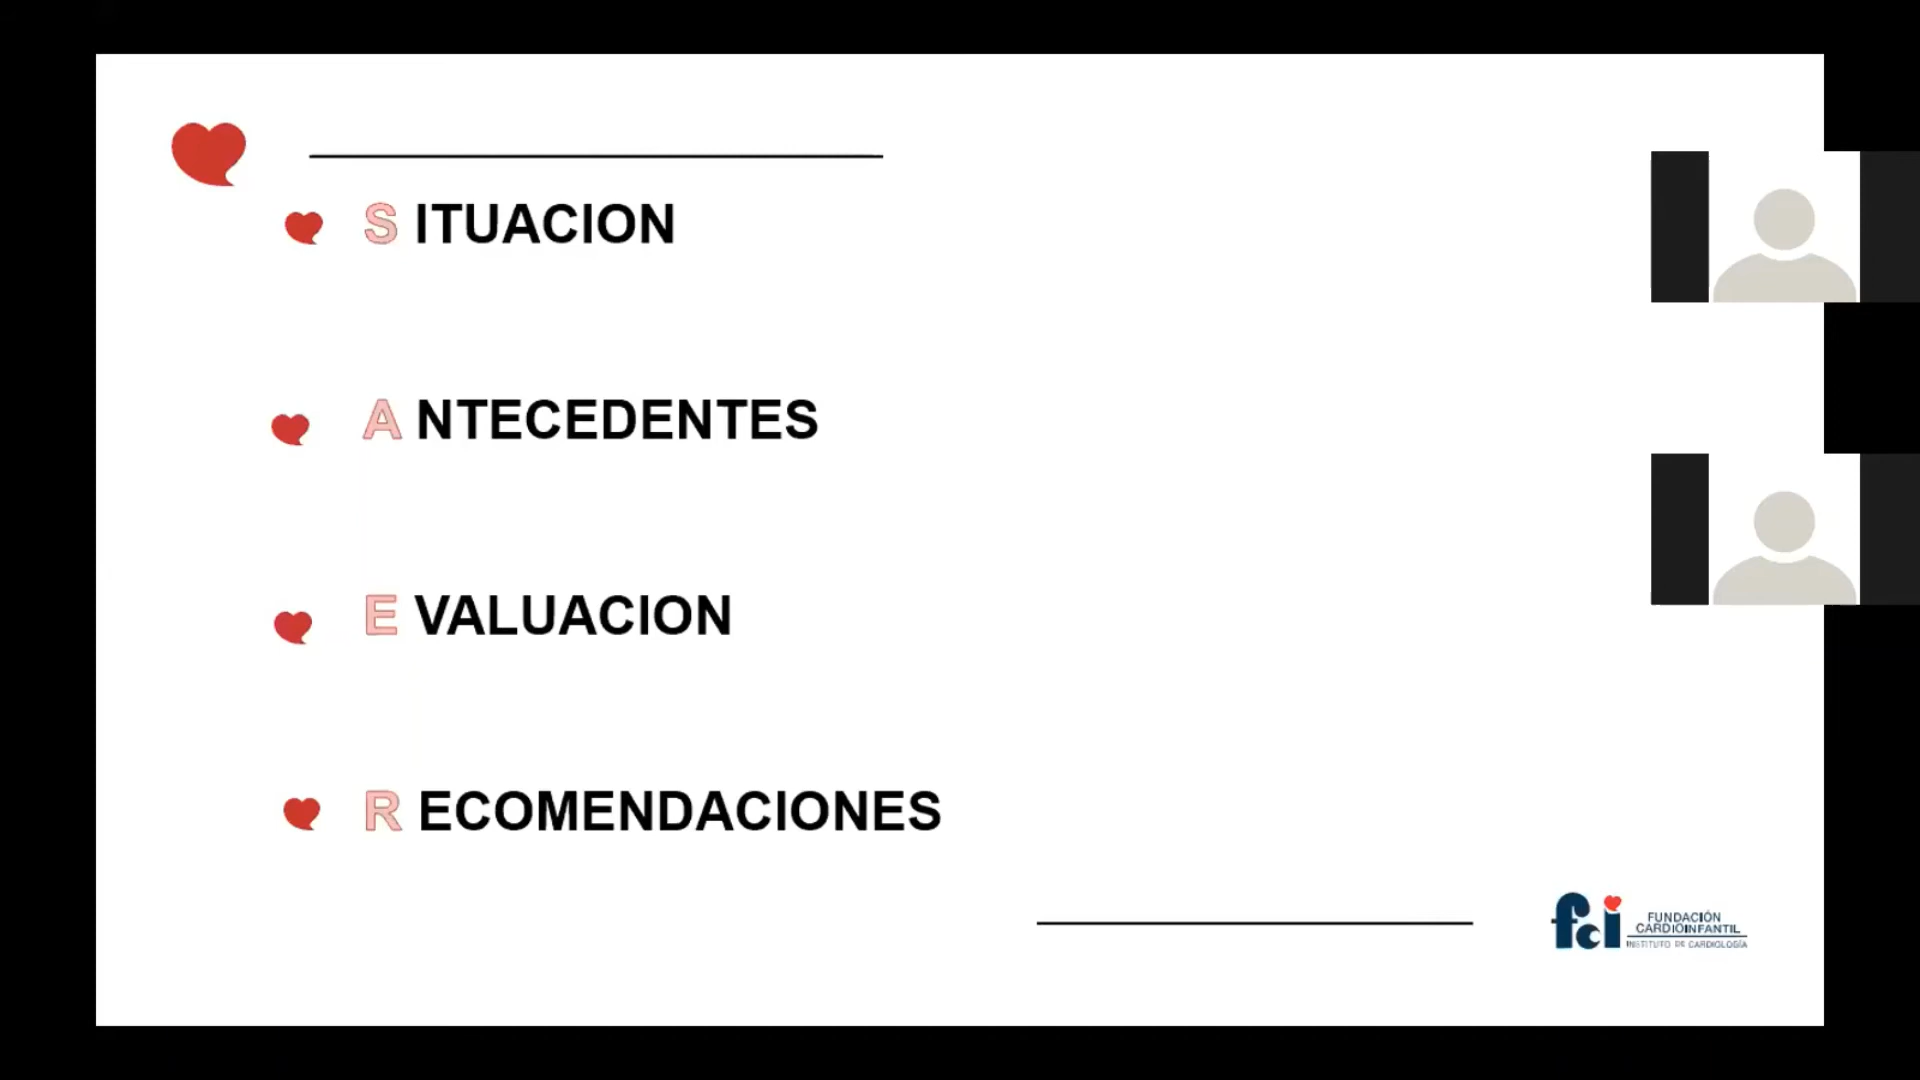 S ITUACION
A NTECEDENTES
E VALUACION
R ECOMENDACIONES
fci
FUNDACIÓN
CARDIOINFANTIL
INSTITUTO DE CARDIOLOGÍA